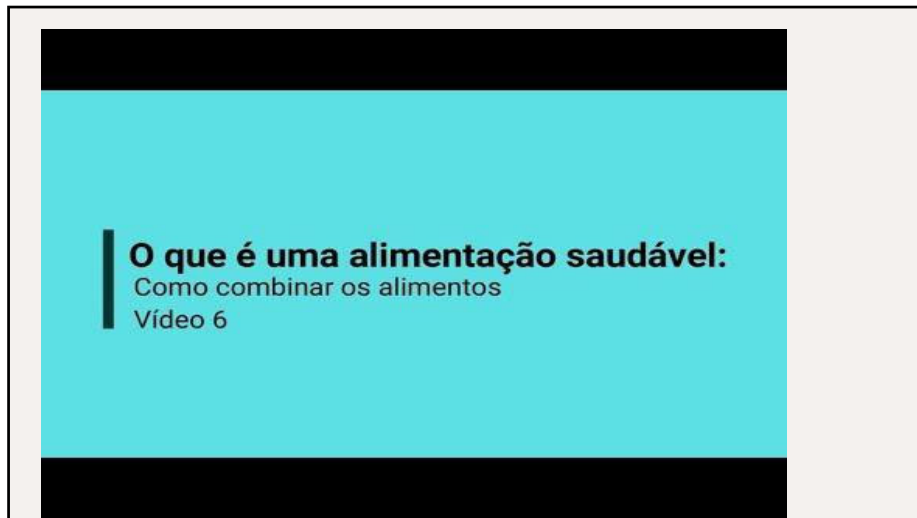 O que é uma alimentação saudável:
Como combinar os alimentos
Vídeo 6